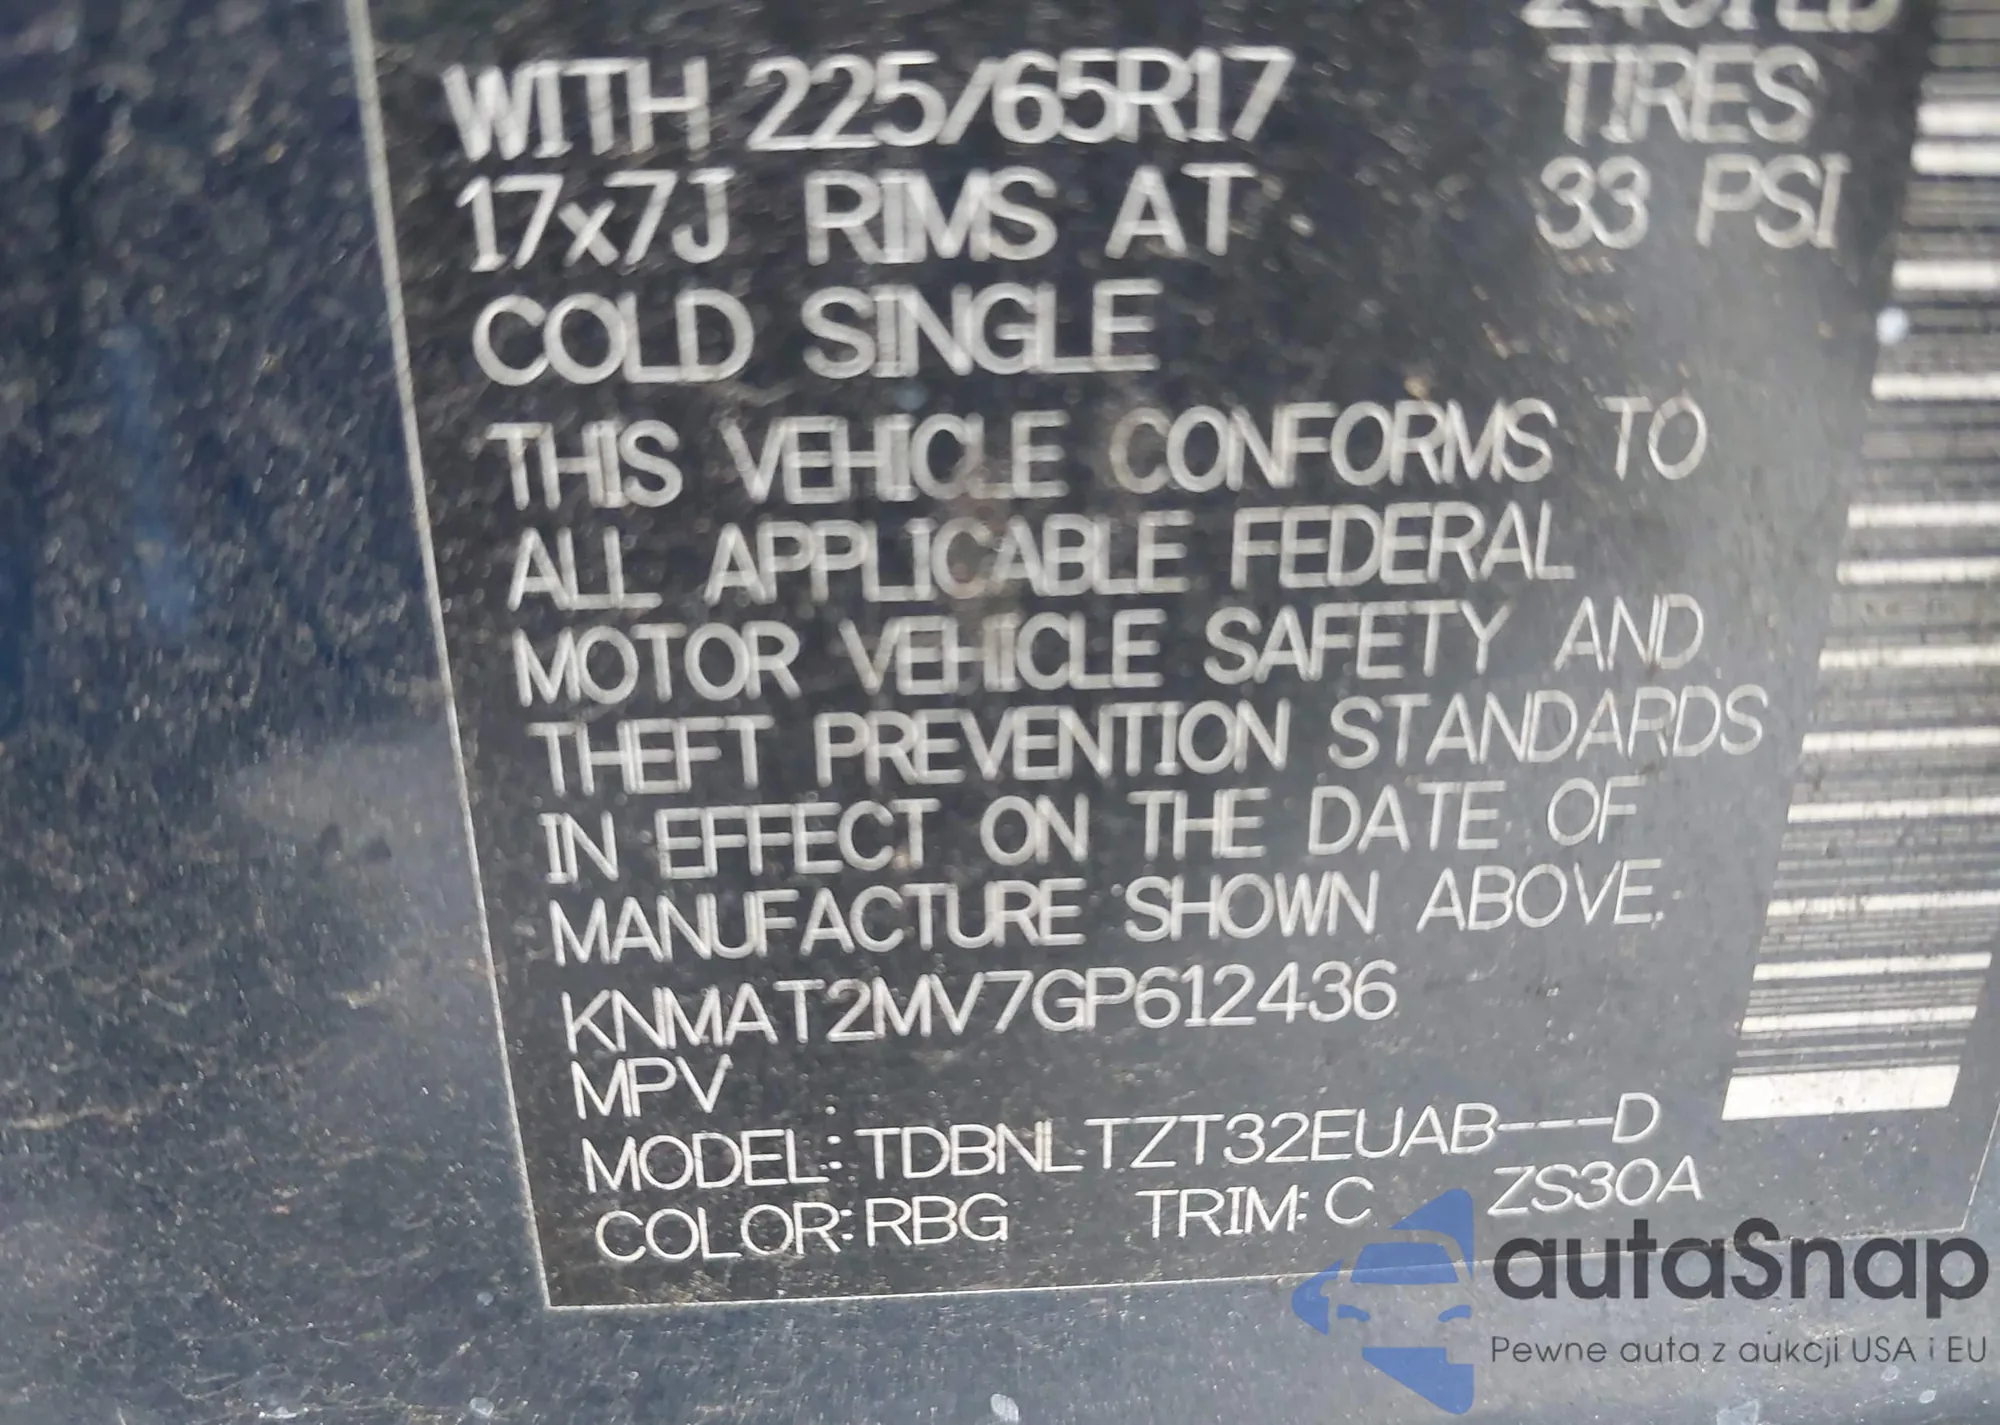 WITH 225/65R17 TIRES
17x7J RIMS AT 33 PSI
COLD SINGLE
THIS VEHICLE CONFORMS TO
ALL APPLICABLE FEDERAL
MOTOR VEHICLE SAFETY AND
THEFT PREVENTION STANDARDS
IN EFFECT ON THE DATE OF
MANUFACTURE SHOWN ABOVE.
KNMAT2MV7GP612436
MPV
MODEL: TDBNLTZT32EUAB---D
COLOR: RBG TRIM: C ZS30A
autaSnap
Pewne auta z aukcji USA i EU